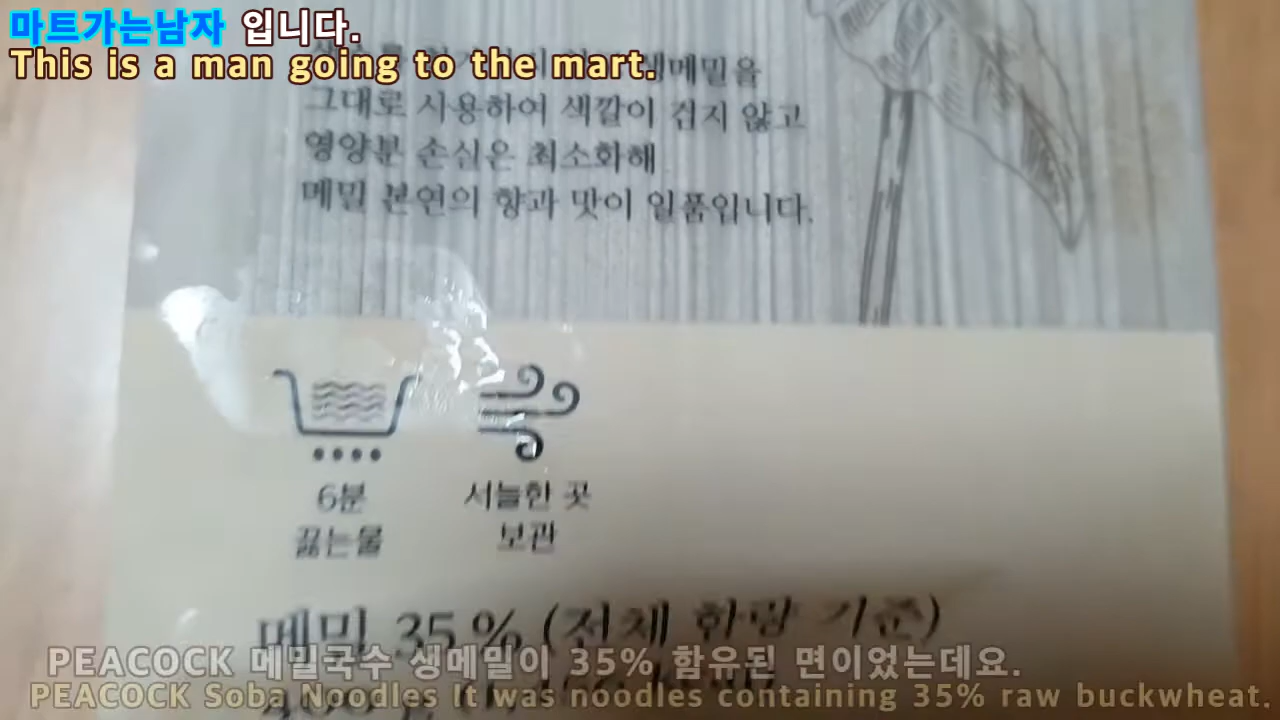 마트가는남자 입니다.
This is a man going to the mart.
생메밀을
그대로 사용하여 색깔이 검지 않고
영양분 손실은 최소화해
메밀 본연의 향과 맛이 일품입니다.
6분
끓는물
서늘한 곳
보관
메밀 35% (전체 함량 기준)
PEACOCK 메밀국수 생메밀이 35% 함유된 면이었는데요.
PEACOCK Soba Noodles It was noodles containing 35% raw buckwheat.